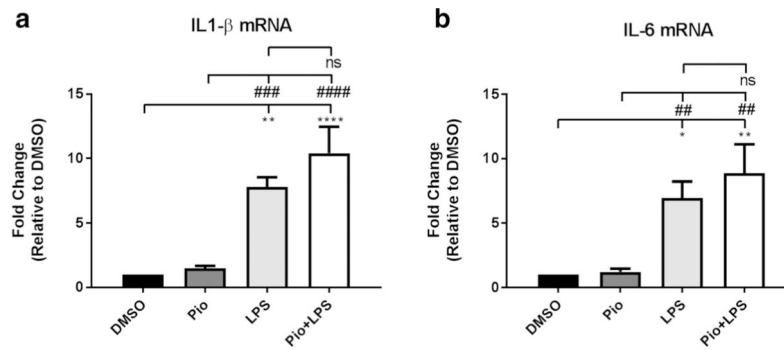 a
IL1-β mRNA
ns
### ####
** ****
15
10
5
0
Fold Change
(Relative to DMSO)
DMSO
Pio
LPS
Pio+LPS
b
IL-6 mRNA
ns
## ##
* **
15
10
5
0
Fold Change
(Relative to DMSO)
DMSO
Pio
LPS
Pio+LPS